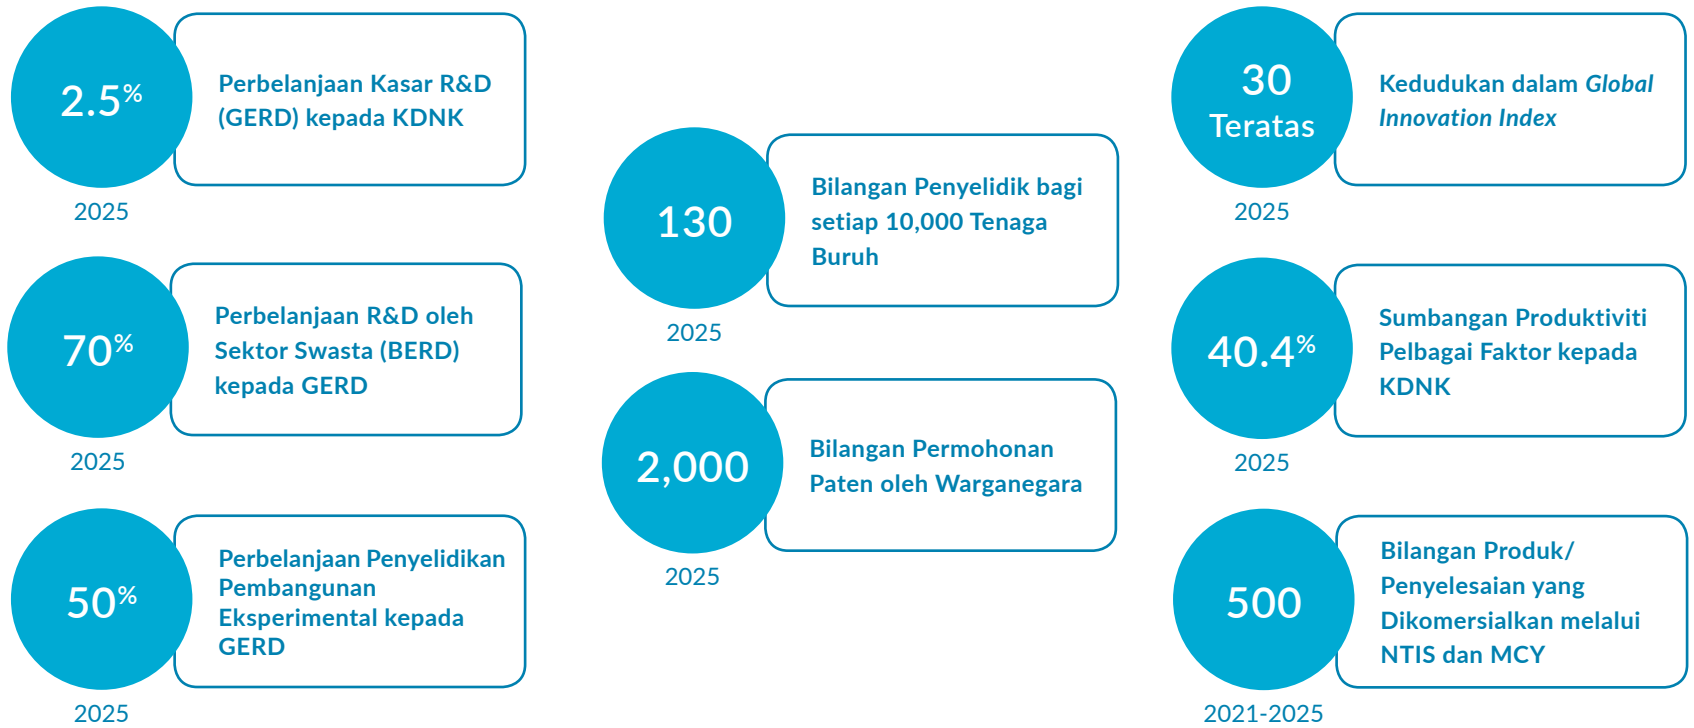 2.5%
Perbelanjaan Kasar R&D
(GERD) kepada KDNK
2025
70%
Perbelanjaan R&D oleh
Sektor Swasta (BERD)
kepada GERD
2025
50%
Perbelanjaan Penyelidikan
Pembangunan
Eksperimental kepada
GERD
2025
130
Bilangan Penyelidik bagi
setiap 10,000 Tenaga
Buruh
2025
2,000
Bilangan Permohonan
Paten oleh Warganegara
2025
30
Teratas
Kedudukan dalam Global
Innovation Index
2025
40.4%
Sumbangan Produktiviti
Pelbagai Faktor kepada
KDNK
2025
500
Bilangan Produk/
Penyelesaian yang
Dikomersialkan melalui
NTIS dan MCY
2021-2025